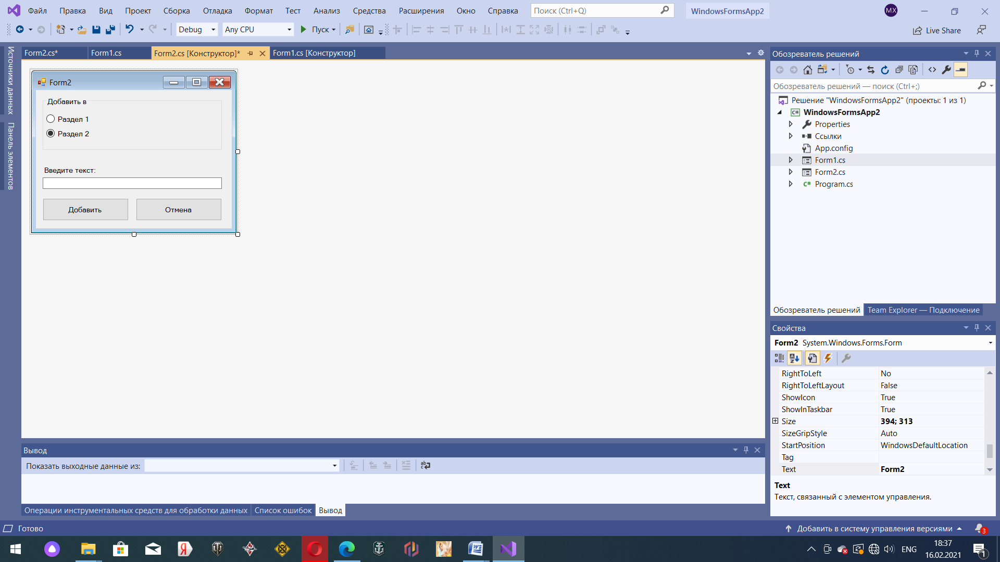 Файл Правка Вид Проект Сборка Отладка Формат Тест Анализ Средства Расширения Окно Справка Поиск (Ctrl+Q) WindowsFormsApp2 MX
Debug Any CPU Пуск Live Share
Источники данных
Панель элементов
Form2.cs* Form1.cs Form2.cs [Конструктор]* Form1.cs [Конструктор]
Form2
Добавить в
Раздел 1
Раздел 2
Введите текст:
Добавить Отмена
Обозреватель решений
Обозреватель решений — поиск (Ctrl+;)
Решение "WindowsFormsApp2" (проекты: 1 из 1)
C# WindowsFormsApp2
Properties
Ссылки
App.config
Form1.cs
Form2.cs
C# Program.cs
Обозреватель решений Team Explorer — Подключение
Свойства
Form2 System.Windows.Forms.Form
RightToLeft No
RightToLeftLayout False
ShowIcon True
ShowInTaskbar True
Size 394; 313
SizeGripStyle Auto
StartPosition WindowsDefaultLocation
Tag
Text Form2
Text
Текст, связанный с элементом управления.
Вывод
Показать выходные данные из:
Операции инструментальных средств для обработки данных Список ошибок Вывод
Готово Добавить в систему управления версиями 3
Я ENG 18:37
16.02.2021 1